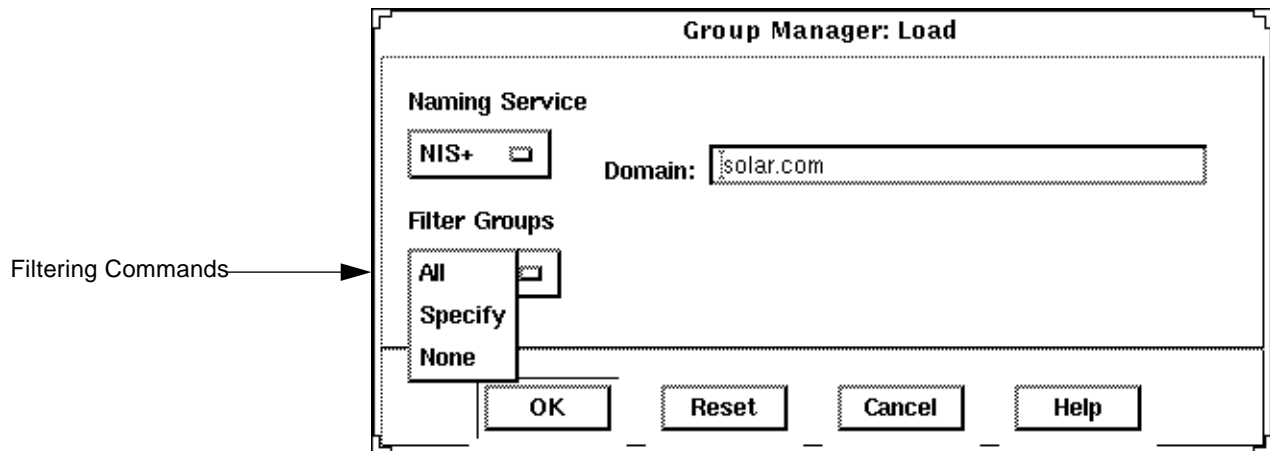 Group Manager: Load
Naming Service
NIS+
Domain: solar.com
Filter Groups
Filtering Commands
All
Specify
None
OK Reset Cancel Help